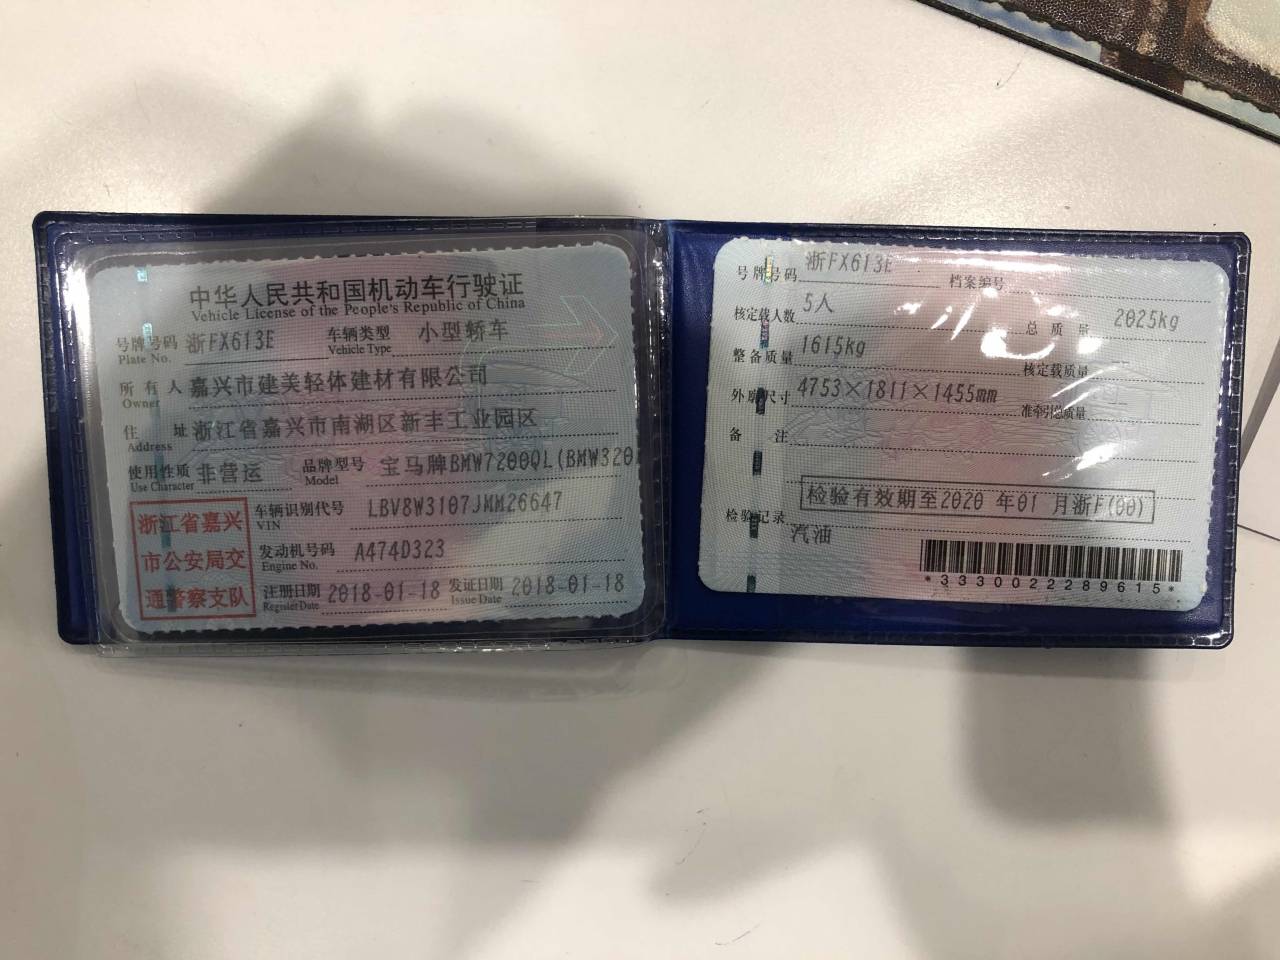 中华人民共和国机动车行驶证
Vehicle License of the People's Republic of China
号牌号码 浙FX613E 车辆类型 小型轿车
Plate No. Vehicle Type
所有人 嘉兴市建美轻体建材有限公司
Owner
住址 浙江省嘉兴市南湖区新丰工业园区
Address
使用性质 非营运 品牌型号 宝马牌BMW7200QL(BMW320
Use Character Model
浙江省嘉兴
市公安局交
通警察支队
车辆识别代号 LBV8W3107JMM26647
VIN
发动机号码 A474D323
Engine No.
注册日期 2018-01-18 发证日期 2018-01-18
Register Date Issue Date
号牌号码 浙FX613E 档案编号
核定载人数 5人 总质量 2025kg
整备质量 1615kg 核定载质量
外廓尺寸 4753×1811×1455mm 准牵引总质量
备注
检验有效期至2020 年01 月浙F(00)
检验记录
汽油
*3330022289615*